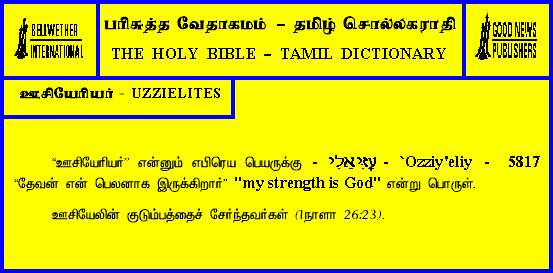 BELLWETHER
INTERNATIONAL
பரிசுத்த வேதாகமம் – தமிழ் சொல்லகராதி
THE HOLY BIBLE – TAMIL DICTIONARY
GOOD NEWS
PUBLISHERS
ஊசியேரியர் - UZZIELITES
“ஊசியேரியர்” என்னும் எபிரெய பெயருக்கு - עָזִּיאֵלִי - `Ozziy'eliy - 5817
“தேவன் என் பெலனாக இருக்கிறார்” "my strength is God" என்று பொருள்.
ஊசியேலின் குடும்பத்தைச் சேர்ந்தவர்கள் (1நாளா 26:23).